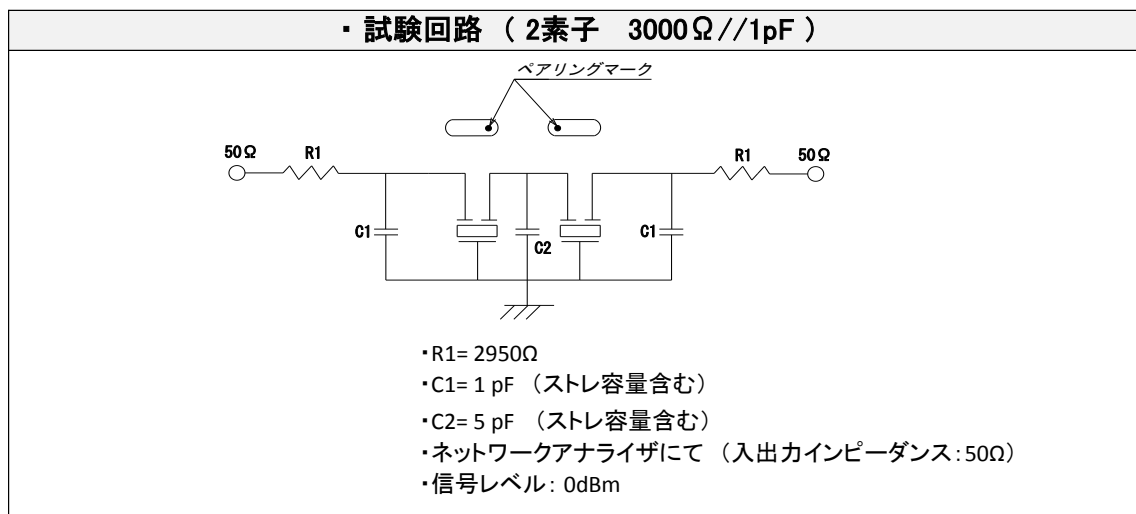 ・ 試験回路 （ 2素子　3000Ω//1pF ）
ペアリングマーク
50Ω R1 R1 50Ω
C1 C2 C1
・R1= 2950Ω
・C1= 1 pF （ストレ容量含む）
・C2= 5 pF （ストレ容量含む）
・ネットワークアナライザにて （入出力インピーダンス：50Ω）
・信号レベル： 0dBm